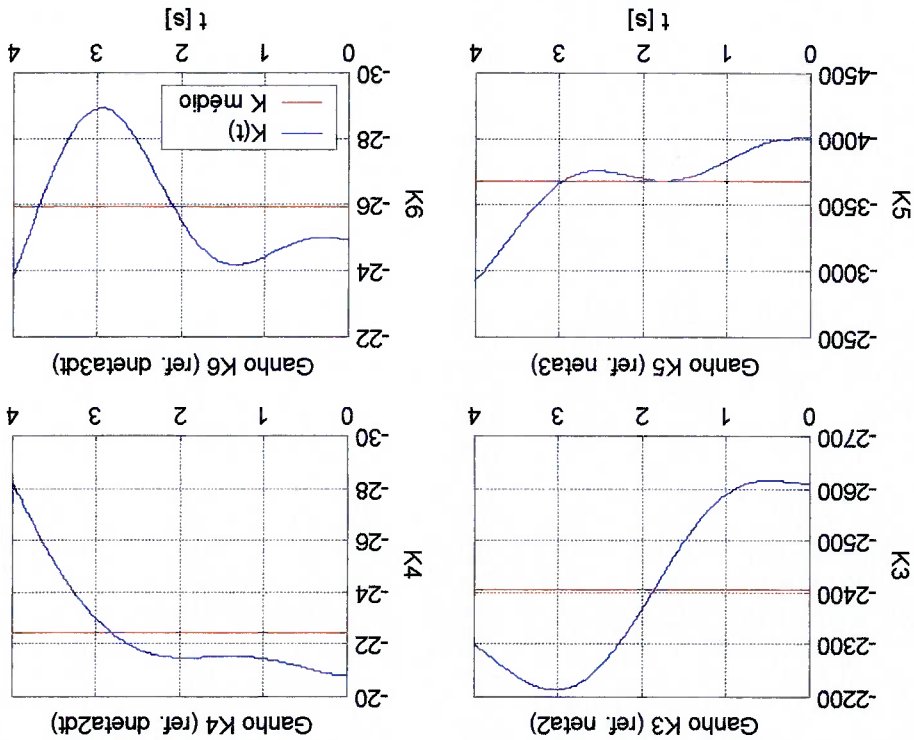 Ganho K3 (ref. neta2)
-2200
-2300
-2400
-2500
-2600
-2700
K3
0 1 2 3 4
Ganho K4 (ref. dneta2dt)
-20
-22
-24
-26
-28
-30
K4
0 1 2 3 4
Ganho K5 (ref. neta3)
-2500
-3000
-3500
-4000
-4500
K5
0 1 2 3 4
t [s]
Ganho K6 (ref. dneta3dt)
-22
-24
-26
-28
-30
K6
K(t)
K médio
0 1 2 3 4
t [s]